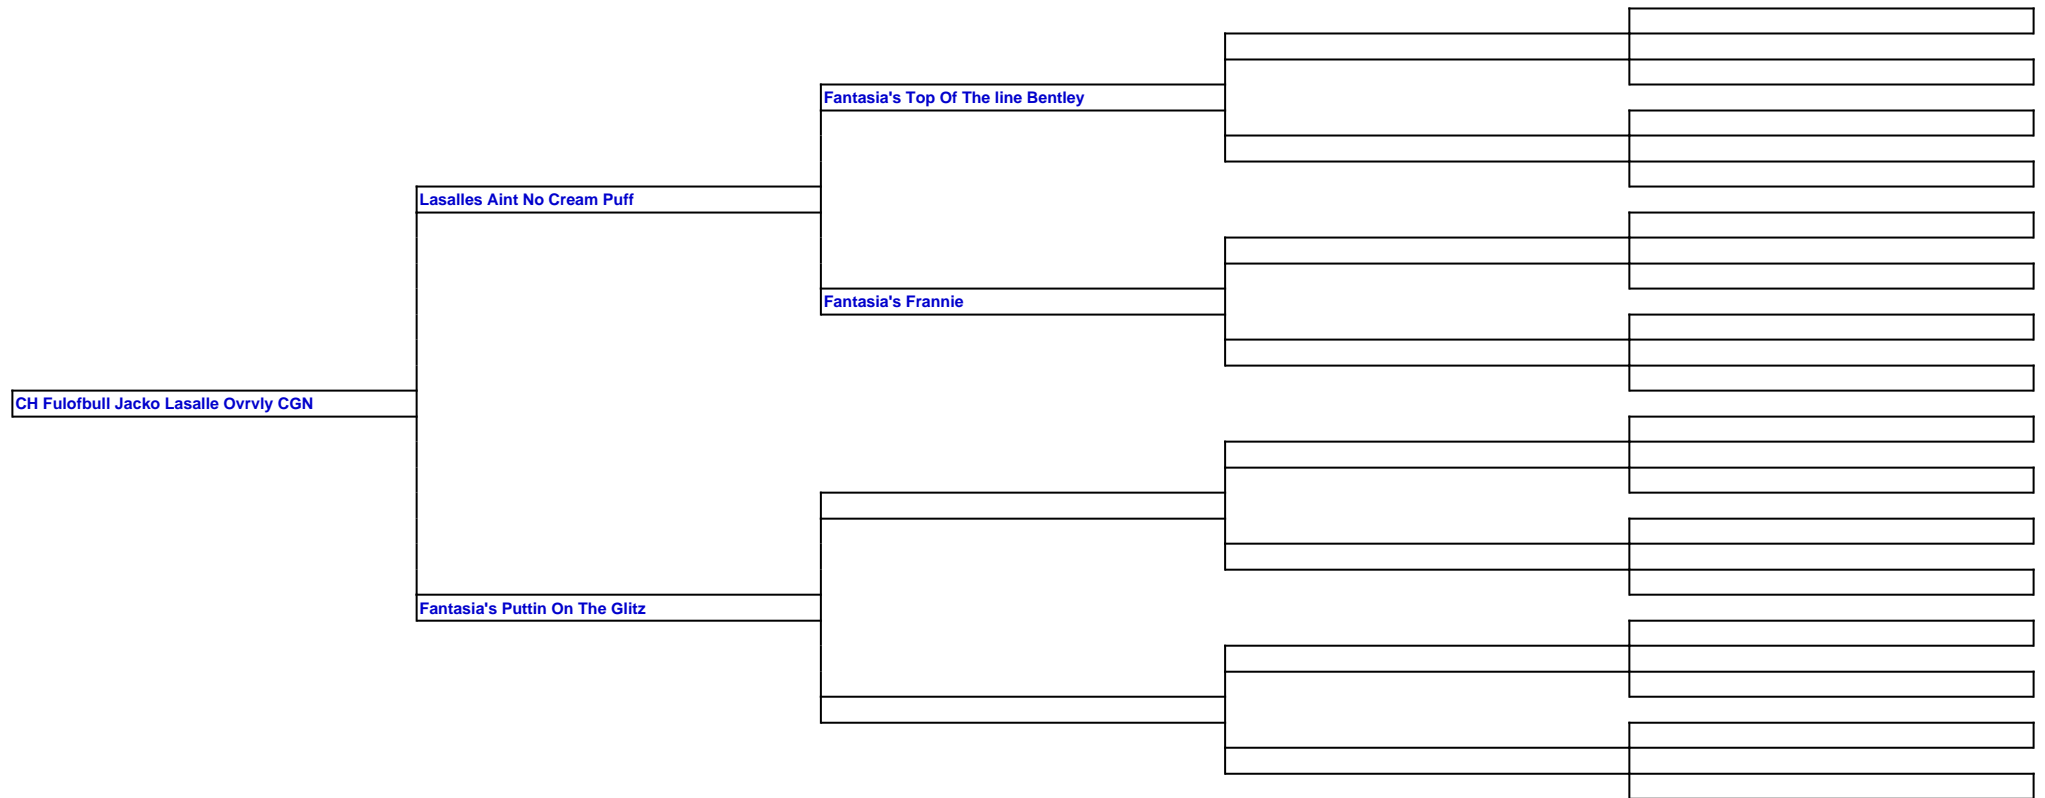 Fantasia's Top Of The line Bentley
Lasalles Aint No Cream Puff
Fantasia's Frannie
CH Fulofbull Jacko Lasalle Ovrvly CGN
Fantasia's Puttin On The Glitz